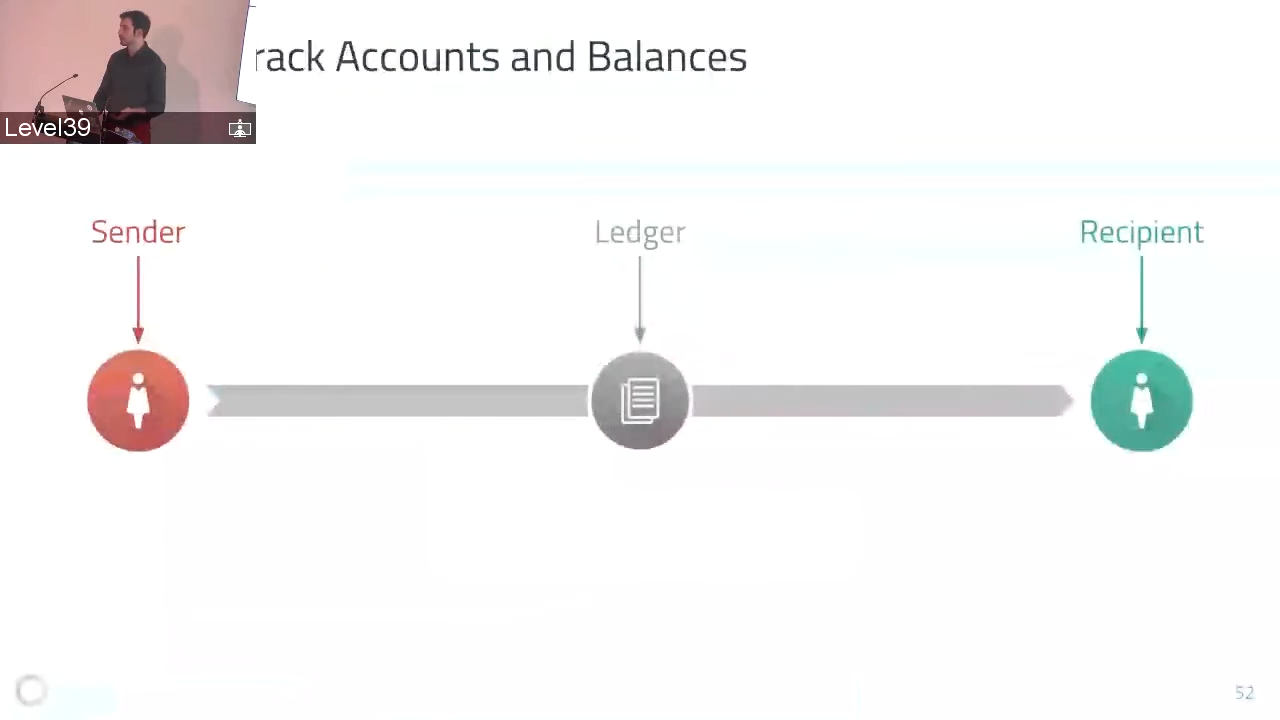 rack Accounts and Balances
Level39
Sender
Ledger
Recipient
52